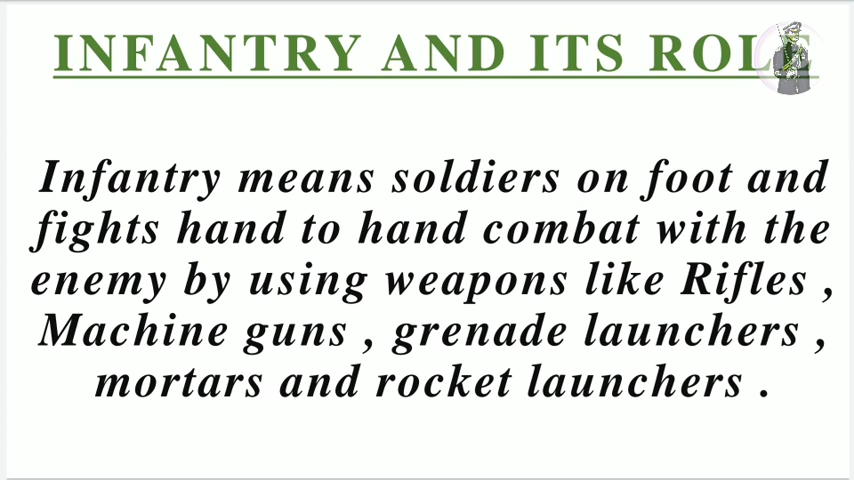 INFANTRY AND ITS ROLE
Infantry means soldiers on foot and
fights hand to hand combat with the
enemy by using weapons like Rifles ,
Machine guns , grenade launchers ,
mortars and rocket launchers .